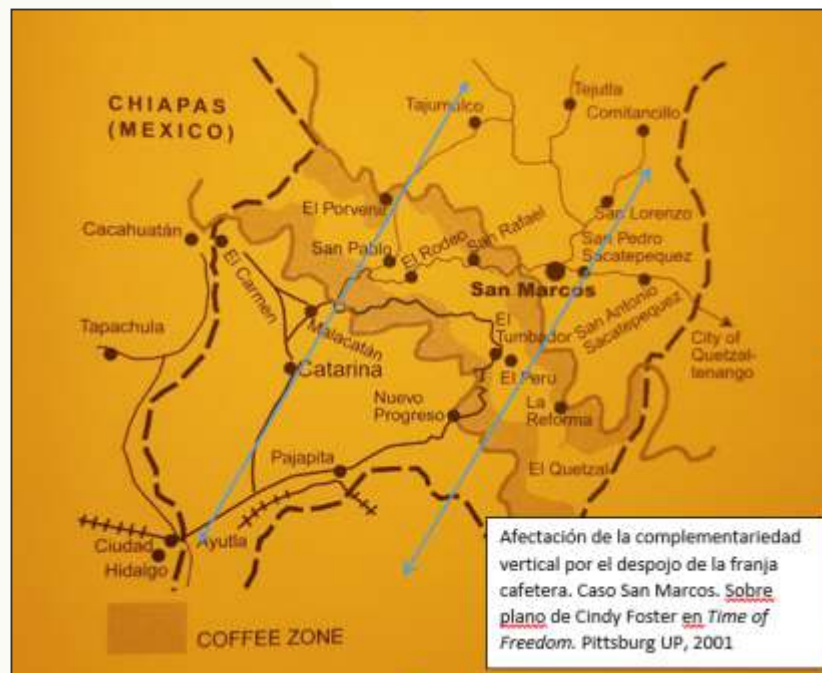 CHIAPAS
(MEXICO)
Tajumulco
Tejutla
Comitancillo
Cacahuatán
El Porvenir
San Lorenzo
San Pablo
El Rodeo
San Rafael
San Pedro
Sacatepequez
El Carmen
San Marcos
San Antonio
Sacatepequez
Tapachula
Malacatán
El
Tumbador
City of
Quetzal-
tenango
Catarina
El Perú
Nuevo
Progreso
La
Reforma
Pajapita
El Quetzal
Ciudad
Hidalgo
Ayutla
COFFEE ZONE
Afectación de la complementariedad
vertical por el despojo de la franja
cafetera. Caso San Marcos. Sobre
plano de Cindy Foster en Time of
Freedom. Pittsburg UP, 2001